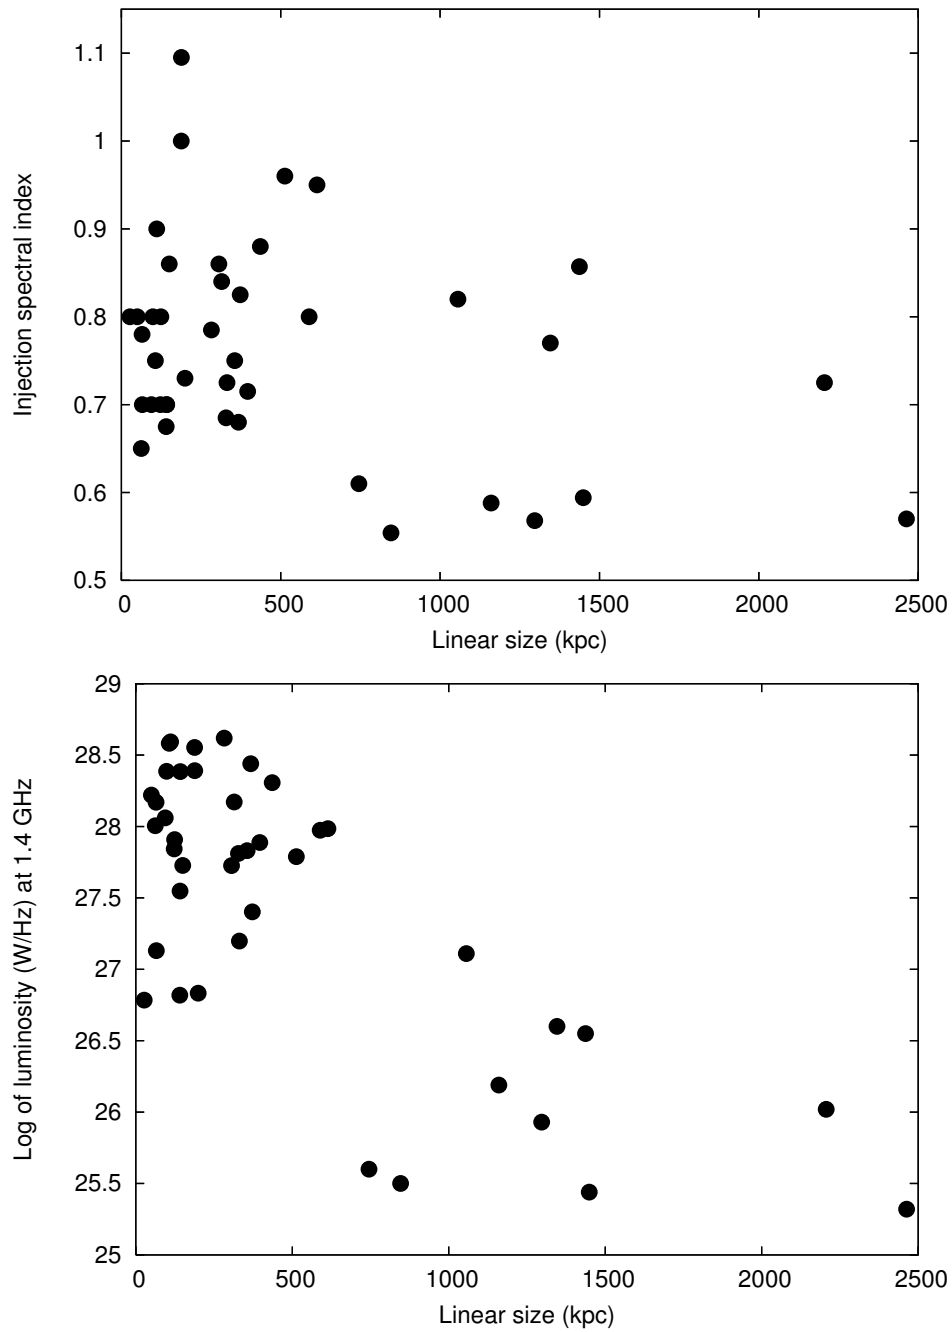 1.1
1
0.9
0.8
0.7
0.6
0.5
Injection spectral index
0 500 1000 1500 2000 2500
Linear size (kpc)
29
28.5
28
27.5
27
26.5
26
25.5
25
Log of luminosity (W/Hz) at 1.4 GHz
0 500 1000 1500 2000 2500
Linear size (kpc)